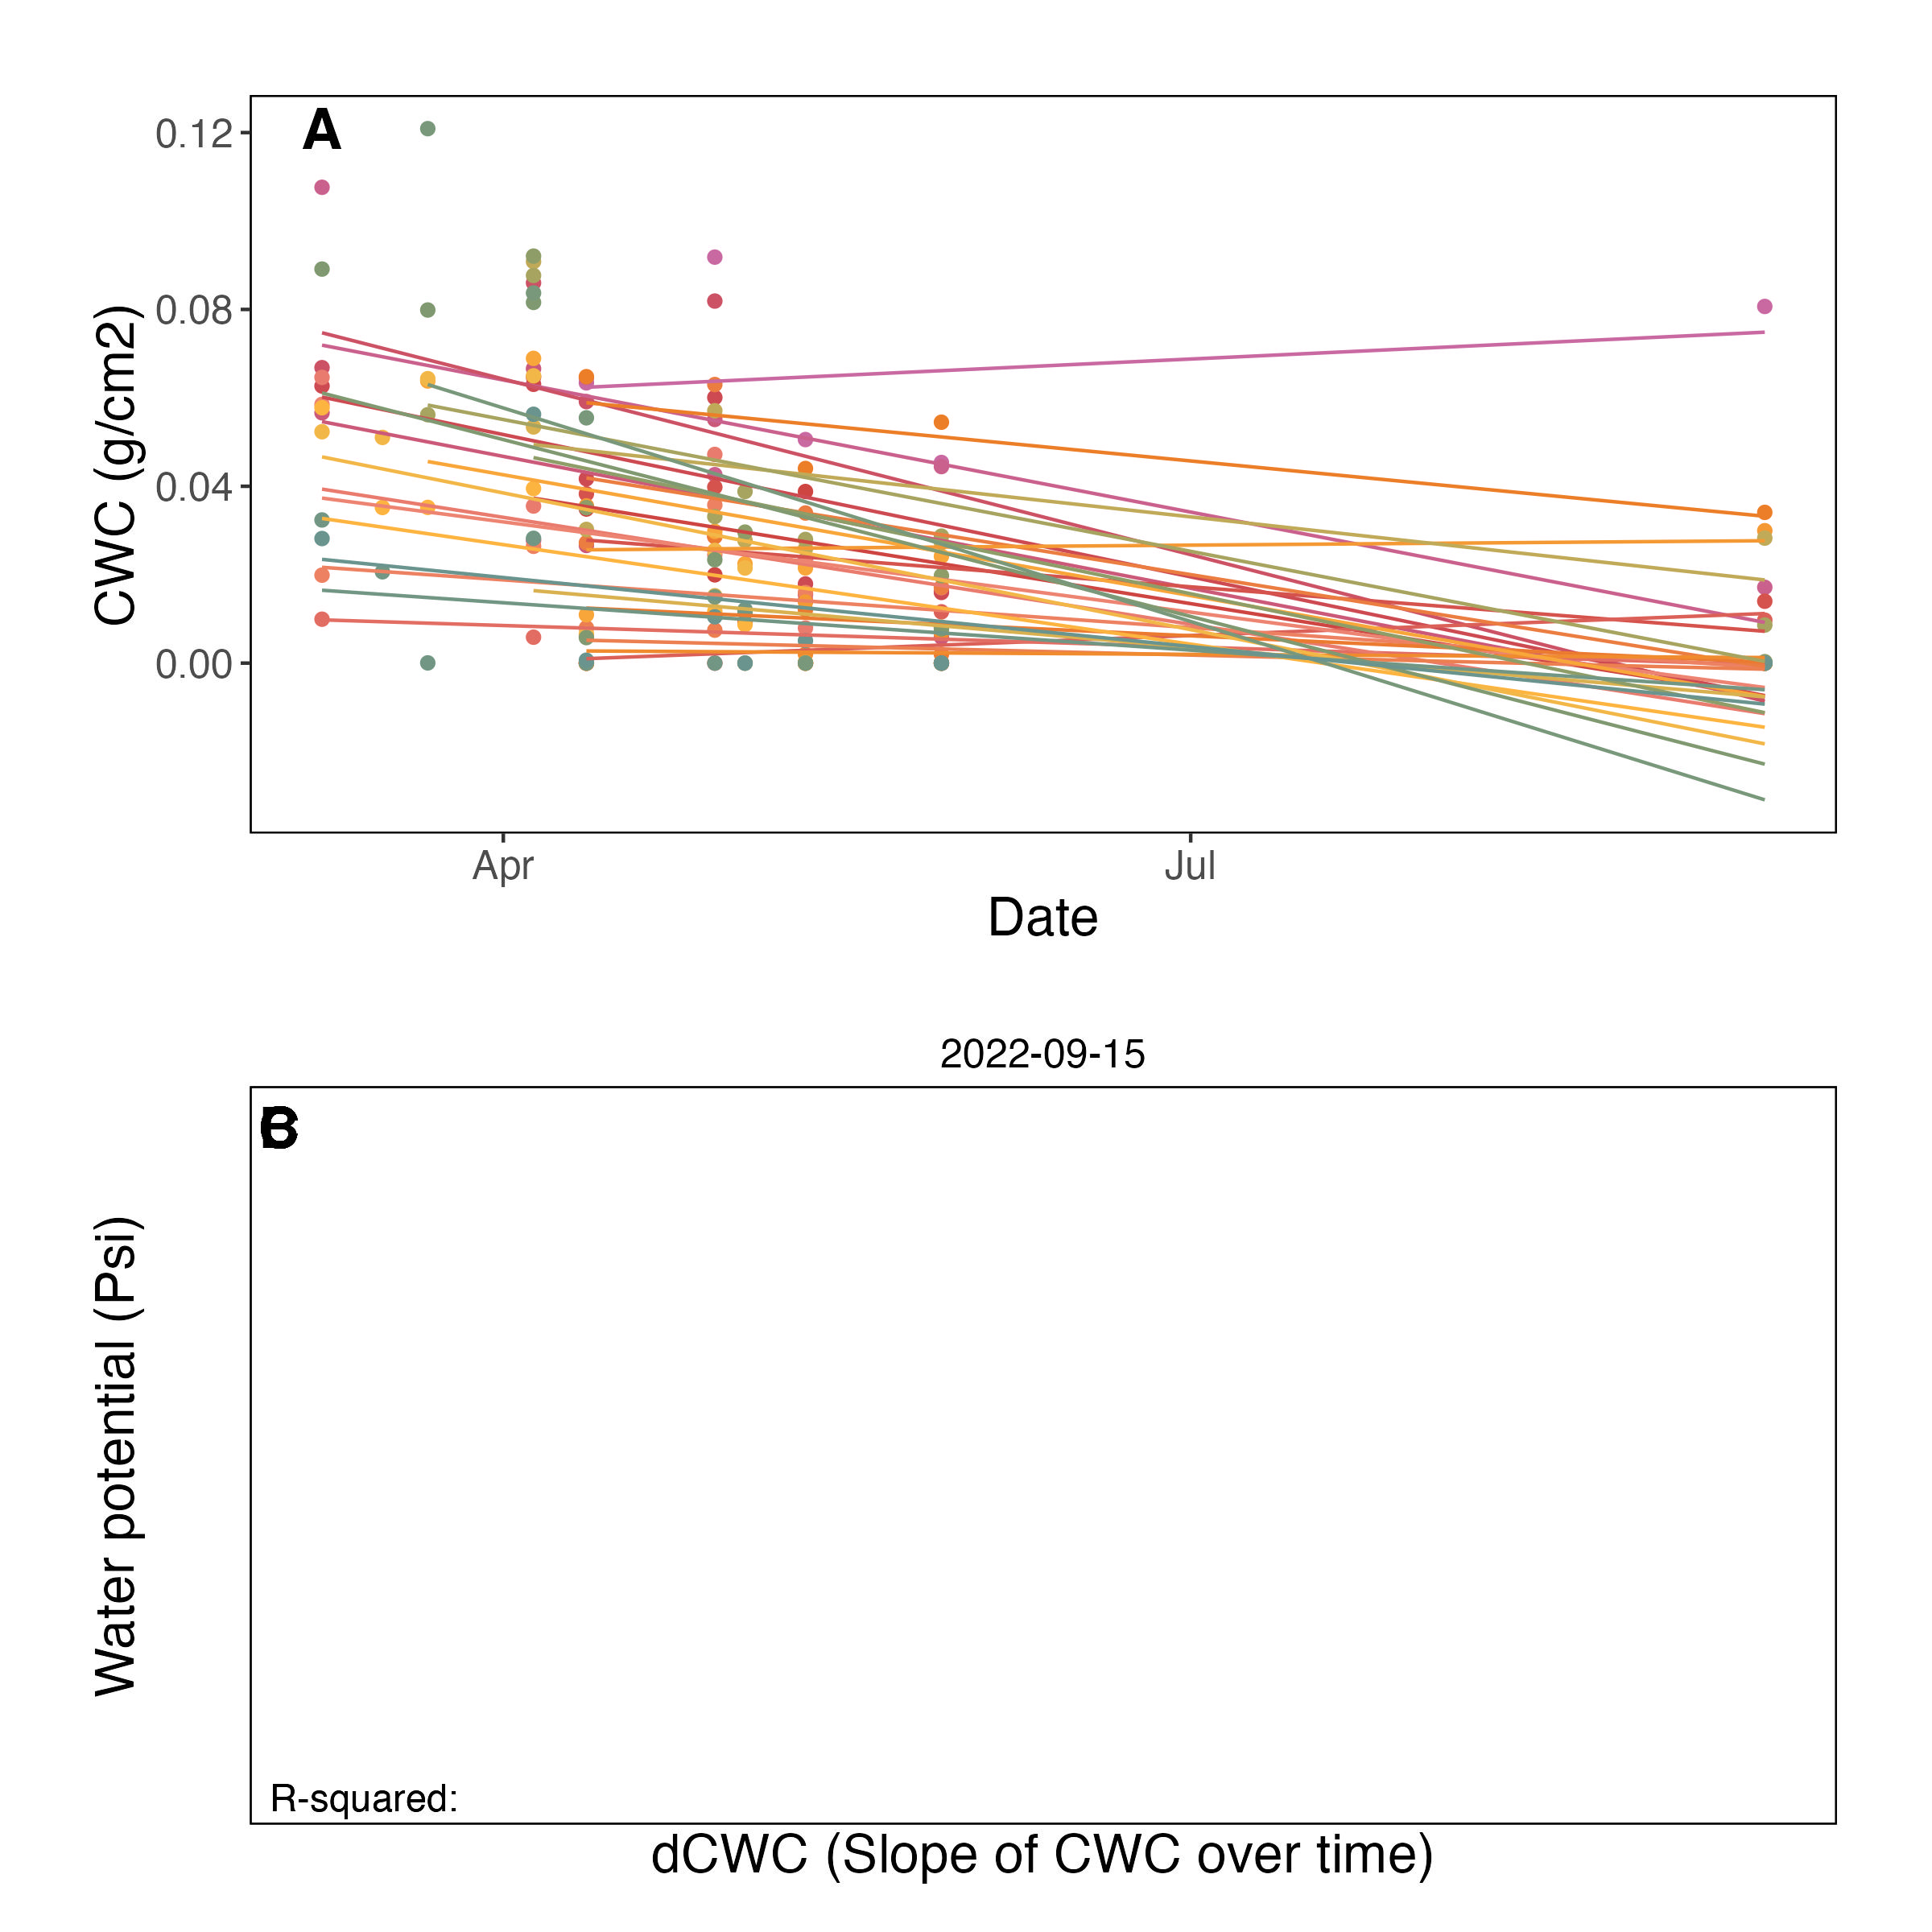 A
0.12
0.08
0.04
0.00
CWC (g/cm2)
Apr
Jul
Date
2022-09-15
Water potential (Psi)
R-squared:
dCWC (Slope of CWC over time)